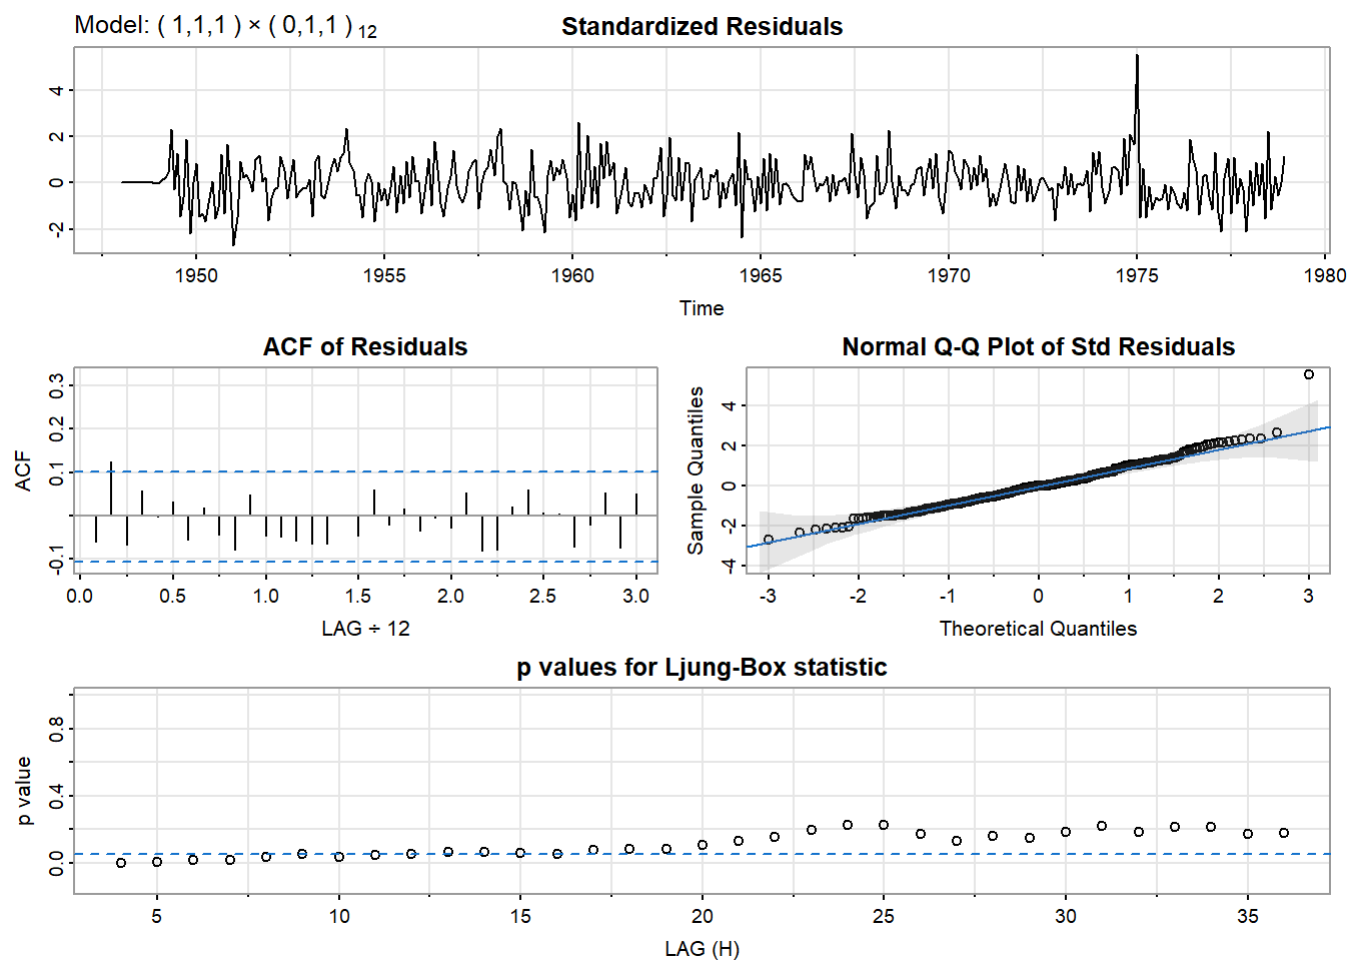 Model: ( 1,1,1 ) × ( 0,1,1 ) 12
Standardized Residuals
4
2
0
-2
1950 1955 1960 1965 1970 1975 1980
Time
ACF of Residuals
ACF
0.3
0.2
0.1
-0.1
0.0 0.5 1.0 1.5 2.0 2.5 3.0
LAG ÷ 12
Normal Q-Q Plot of Std Residuals
Sample Quantiles
4
2
0
-2
-4
-3 -2 -1 0 1 2 3
Theoretical Quantiles
p values for Ljung-Box statistic
p value
0.8
0.4
0.0
5 10 15 20 25 30 35
LAG (H)